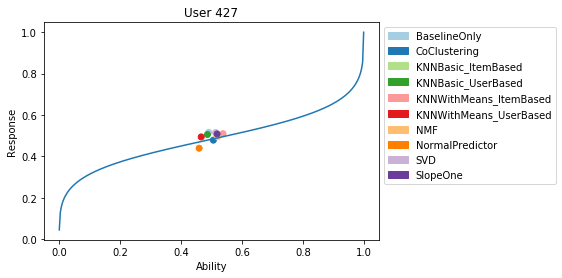 User 427
1.0
0.8
0.6
0.4
0.2
0.0
Response
0.0 0.2 0.4 0.6 0.8 1.0
Ability
BaselineOnly
CoClustering
KNNBasic_ItemBased
KNNBasic_UserBased
KNNWithMeans_ItemBased
KNNWithMeans_UserBased
NMF
NormalPredictor
SVD
SlopeOne